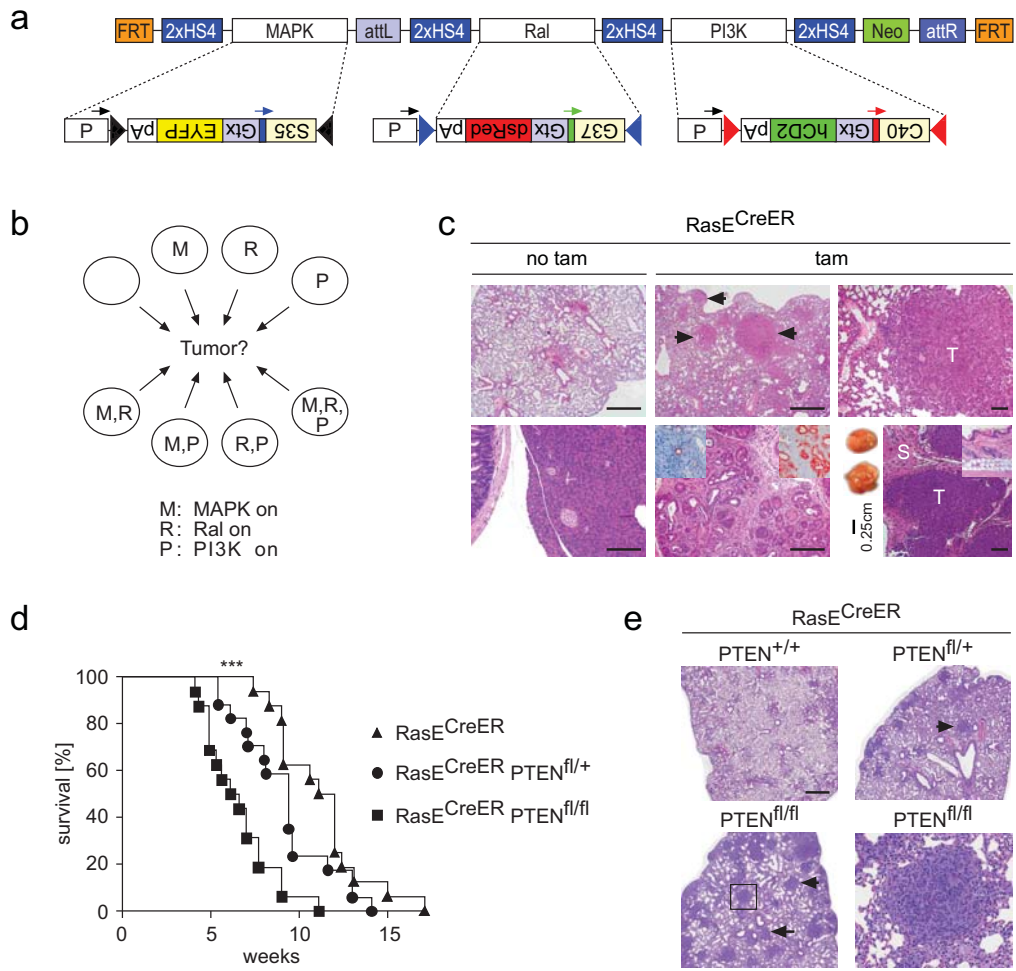 a
FRT 2xHS4 MAPK attL 2xHS4 Ral 2xHS4 PI3K 2xHS4 Neo attR FRT
P pA EYFP Gtx S35 P pA dsRed Gtx G37 P pA hCD2 Gtx C40
b
M R
P
Tumor?
M,R
M,P R,P
M,R,
P
M: MAPK on
R: Ral on
P: PI3K on
c
RasE^CreER
no tam tam
T
S
T
0.25cm
d
100
80
60
40
20
0
survival [%]
0 5 10 15
weeks
***
RasE^CreER
RasE^CreER PTEN^fl/+
RasE^CreER PTEN^fl/fl
e
RasE^CreER
PTEN^+/+ PTEN^fl/+
PTEN^fl/fl PTEN^fl/fl